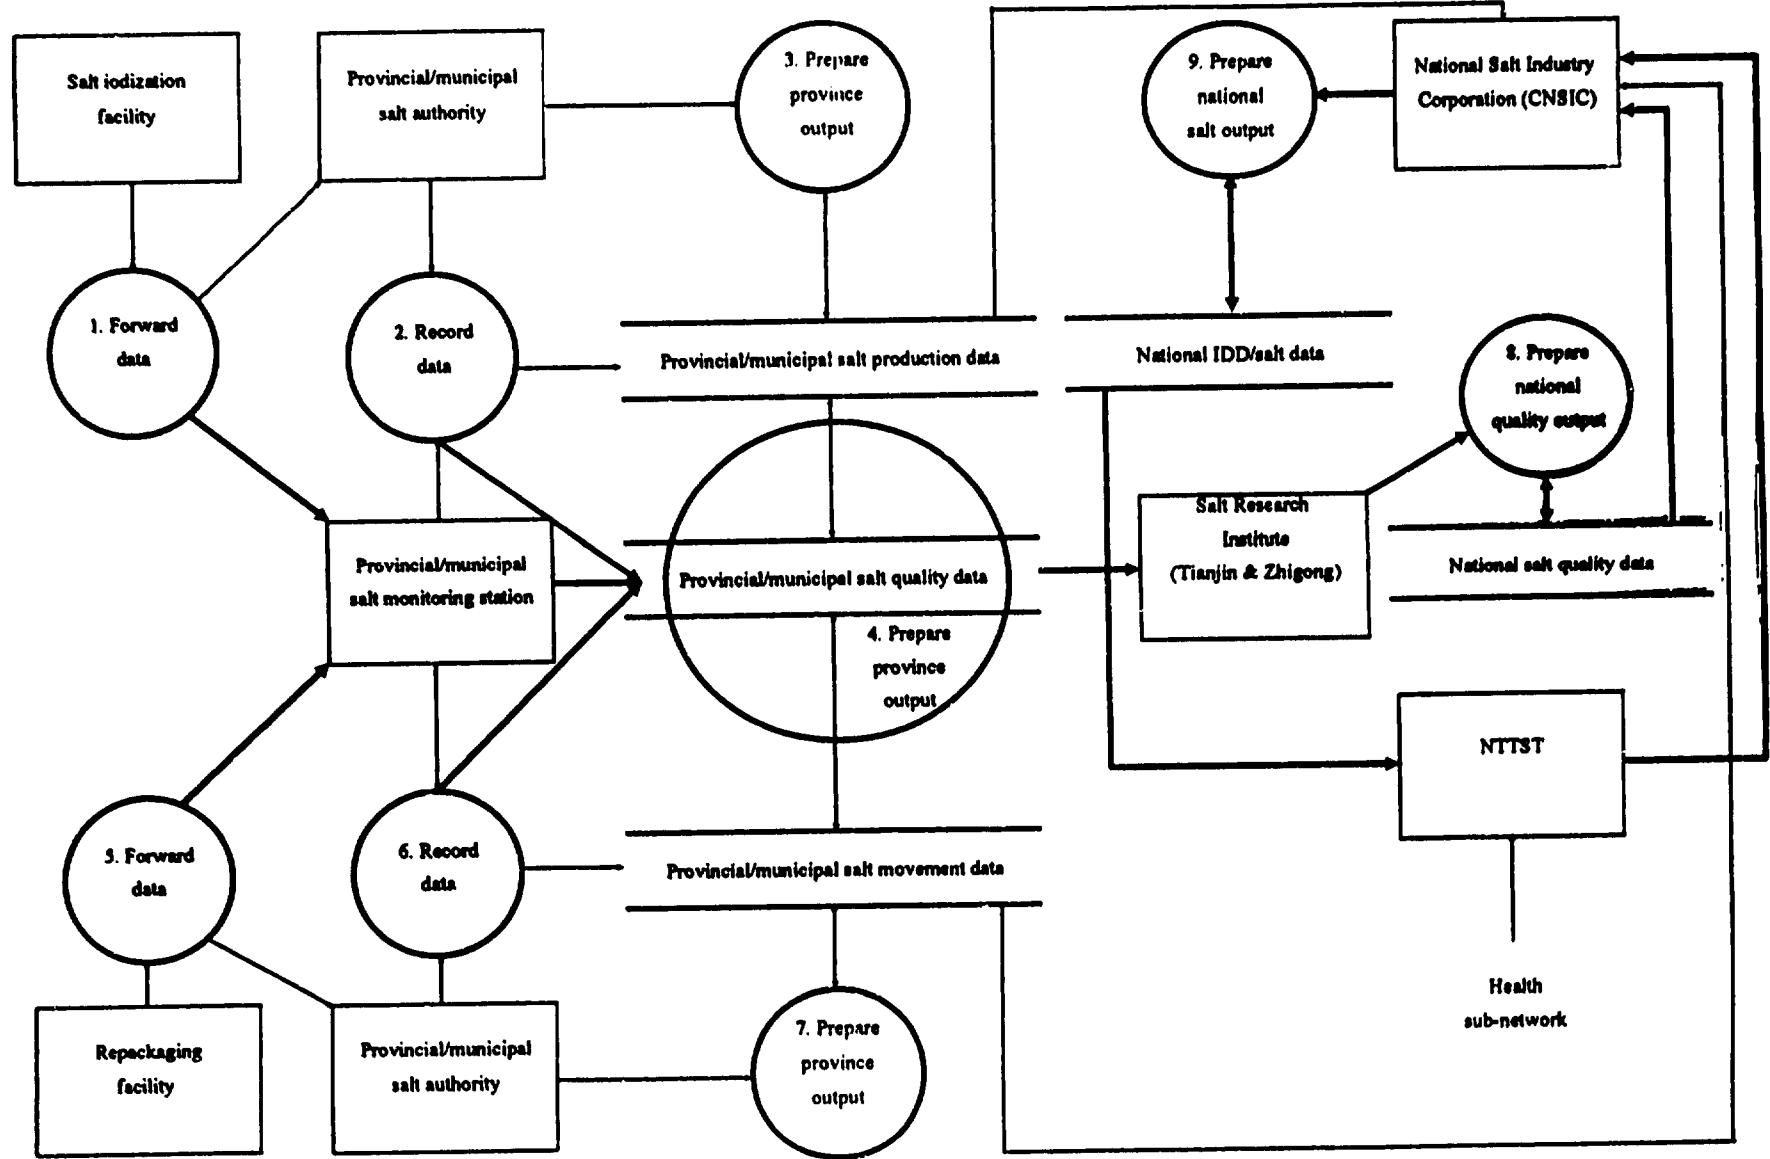 Salt iodization
facility
Provincial/municipal
salt authority
3. Prepare
province
output
9. Prepare
national
salt output
National Salt Industry
Corporation (CNSIC)
1. Forward
data
2. Record
data
Provincial/municipal salt production data
National IDD/salt data
8. Prepare
national
quality output
Provincial/municipal
salt monitoring station
Provincial/municipal salt quality data
4. Prepare
province
output
Salt Research
Institute
(Tianjin & Zhigong)
National salt quality data
NTTST
5. Forward
data
6. Record
data
Provincial/municipal salt movement data
Health
sub-network
Repackaging
facility
Provincial/municipal
salt authority
7. Prepare
province
output